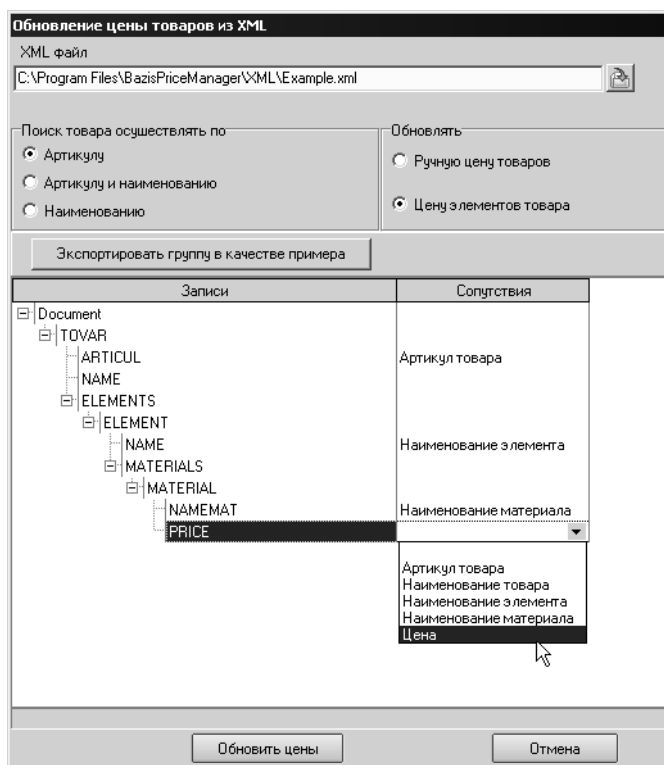 Обновление цены товаров из XML
XML файл
C:\Program Files\BazisPriceManager\XML\Example.xml
Поиск товара осуществлять по
Артикулу
Артикулу и наименованию
Наименованию
Обновлять
Ручную цену товаров
Цену элементов товара
Экспортировать группу в качестве примера
Записи Сопутствия
Document
TOVAR
ARTICUL Артикул товара
NAME
ELEMENTS
ELEMENT
NAME Наименование элемента
MATERIALS
MATERIAL
NAMEMAT Наименование материала
PRICE
Артикул товара
Наименование товара
Наименование элемента
Наименование материала
Цена
Обновить цены Отмена